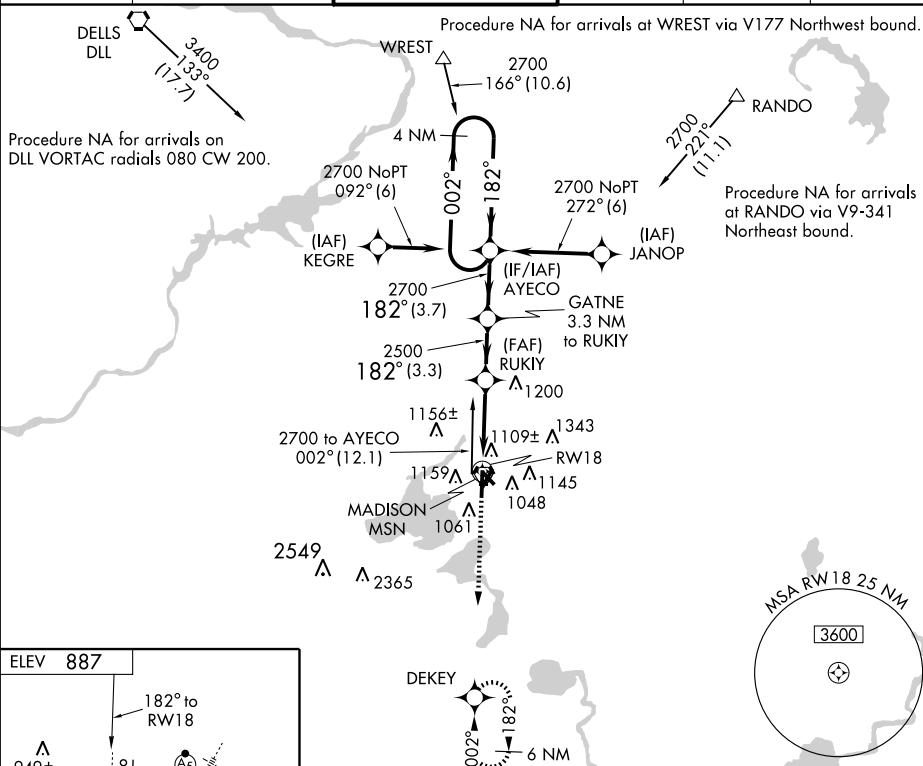 Procedure NA for arrivals at WREST via V177 Northwest bound.
DELLS
DLL
3400
133°
(17.7)
WREST
2700
166° (10.6)
RANDO
2700
221°
(11.1)
4 NM
Procedure NA for arrivals on
DLL VORTAC radials 080 CW 200.
002°
182°
2700 NoPT
092° (6)
2700 NoPT
272° (6)
Procedure NA for arrivals
at RANDO via V9-341
Northeast bound.
(IAF)
KEGRE
(IAF)
JANOP
(IF/IAF)
AYECO
2700
182° (3.7)
GATNE
3.3 NM
to RUKIY
2500
182° (3.3)
(FAF)
RUKIY
1200
1156±
1343
1109±
2700 to AYECO
002° (12.1)
RW18
1159
1145
1048
MADISON
MSN
1061
2549
2365
MSA RW18 25 NM
3600
ELEV 887
182° to
RW18
DEKEY
182°
002°
6 NM
A5